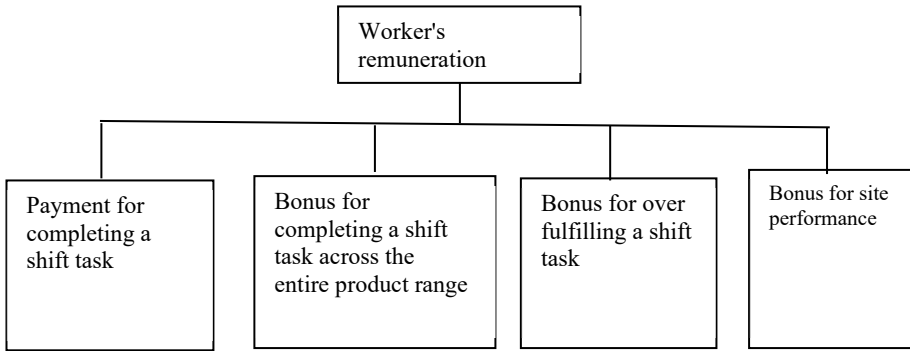 Worker's
remuneration
Payment for
completing a
shift task
Bonus for
completing a shift
task across the
entire product range
Bonus for over
fulfilling a shift
task
Bonus for site
performance